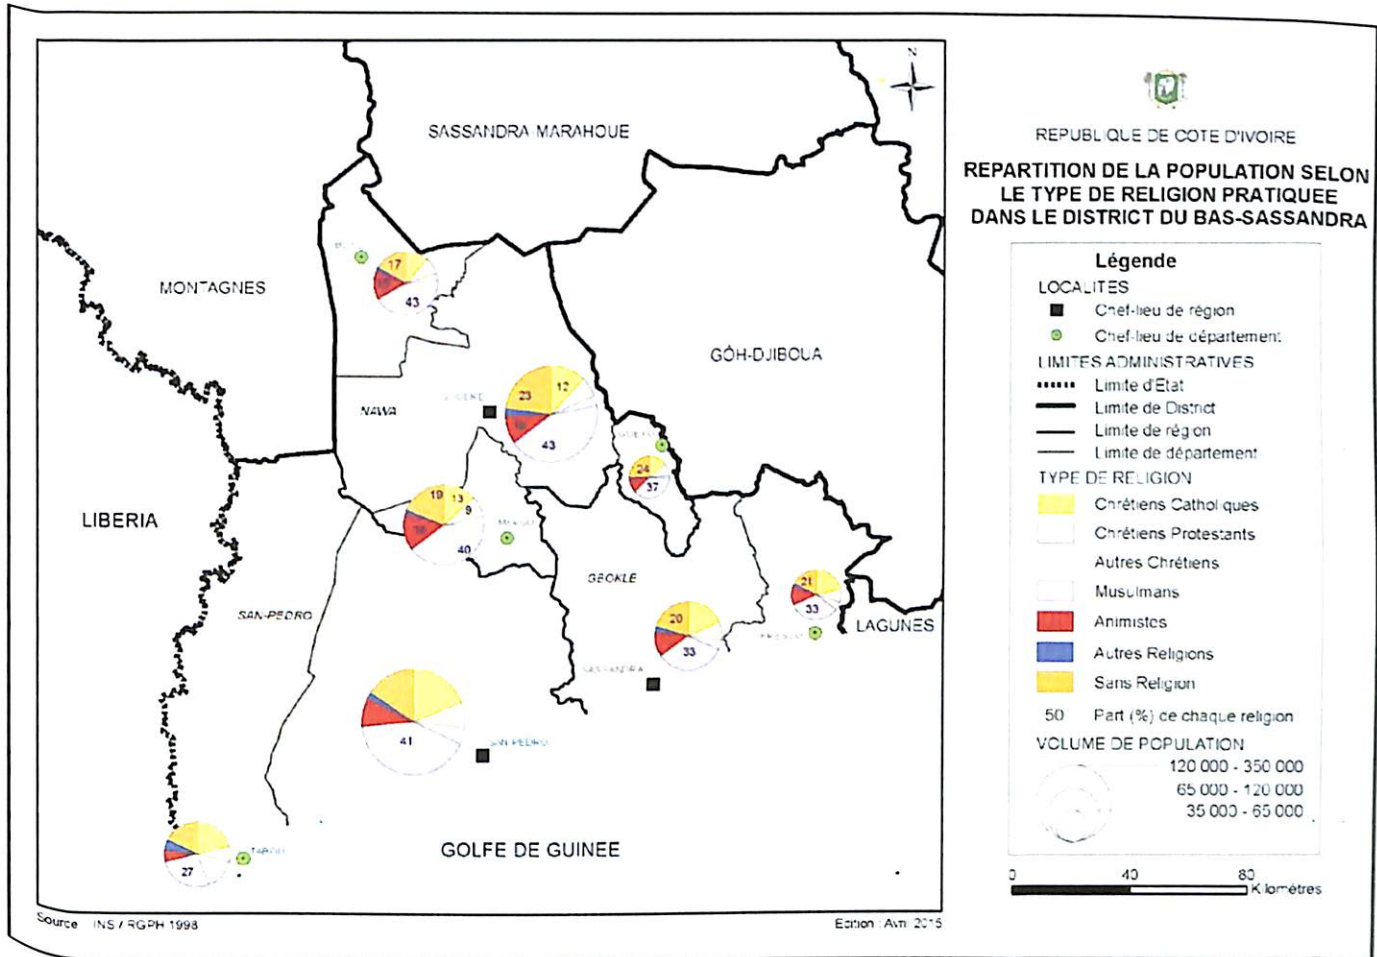 N
SASSANDRA-MARAHOUE
MONTAGNES
17
43
GÔH-DJIBOUA
NAWA
23
12
43
24
37
LIBERIA
19
13
9
40
GBOKLE
SAN-PEDRO
21
33
LAGUNES
20
33
SASSANDRA
41
SAN-PEDRO
27
TABOU
GOLFE DE GUINEE
Source INS / RGPH 1998
Edition : Avril 2015
REPUBLIQUE DE COTE D'IVOIRE
REPARTITION DE LA POPULATION SELON
LE TYPE DE RELIGION PRATIQUEE
DANS LE DISTRICT DU BAS-SASSANDRA
Légende
LOCALITES
Chef-lieu de région
Chef-lieu de département
LIMITES ADMINISTRATIVES
Limite d'Etat
Limite de District
Limite de région
Limite de département
TYPE DE RELIGION
Chrétiens Catholiques
Chrétiens Protestants
Autres Chrétiens
Musulmans
Animistes
Autres Religions
Sans Religion
50 Part (%) de chaque religion
VOLUME DE POPULATION
120 000 - 350 000
65 000 - 120 000
35 000 - 65 000
0 40 80
Kilomètres